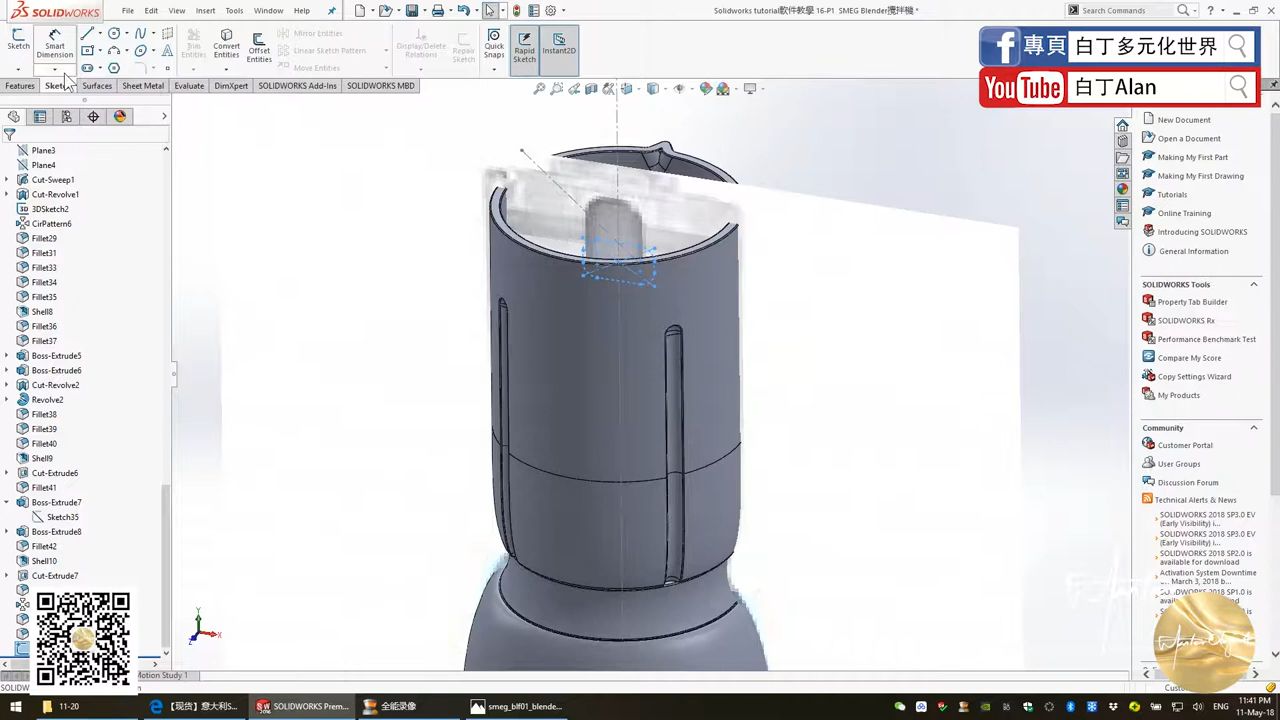 SOLIDWORKS
File
Edit
View
Insert
Tools
Window
Help
Solidworks tutorial軟件教學 16-P1 SMEG Blender攪拌機 *
Search Commands
Sketch
Smart Dimension
Trim Entities
Convert Entities
Offset Entities
Mirror Entities
Linear Sketch Pattern
Move Entities
Display/Delete Relations
Repair Sketch
Quick Snaps
Rapid Sketch
Instant2D
專頁 白丁多元化世界
YouTube 白丁Alan
Features
Surfaces
Sheet Metal
Evaluate
DimXpert
SOLIDWORKS Add-Ins
SOLIDWORKS MBD
Plane3
Plane4
Cut-Sweep1
Cut-Revolve1
3DSketch2
CirPattern6
Fillet29
Fillet31
Fillet33
Fillet34
Fillet35
Shell8
Fillet36
Fillet37
Boss-Extrude5
Boss-Extrude6
Cut-Revolve2
Revolve2
Fillet38
Fillet39
Fillet40
Shell9
Cut-Extrude6
Fillet41
Boss-Extrude7
Sketch35
Boss-Extrude8
Fillet42
Shell10
Cut-Extrude7
Motion Study 1
New Document
Open a Document
Making My First Part
Making My First Drawing
Tutorials
Online Training
Introducing SOLIDWORKS
General Information
SOLIDWORKS Tools
Property Tab Builder
SOLIDWORKS Rx
Performance Benchmark Test
Compare My Score
Copy Settings Wizard
My Products
Community
Customer Portal
User Groups
Discussion Forum
Technical Alerts & News
SOLIDWORKS 2018 SP3.0 EV
(Early Visibility) i...
SOLIDWORKS 2018 SP3.0 EV
(Early Visibility) i...
SOLIDWORKS 2018 SP2.0 is
available for download
Activation System Downtime
11-20
【现货】意大利S...
SOLIDWORKS Prem...
全能录像
smeg_blf01_blende...
ENG
11:41 PM
11-May-18